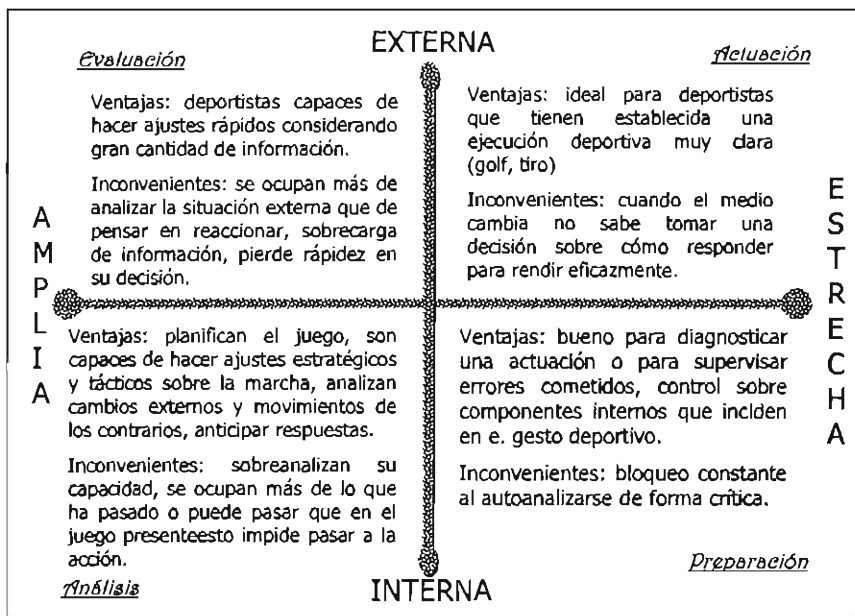 EXTERNA
Evaluación
Ventajas: deportistas capaces de
hacer ajustes rápidos considerando
gran cantidad de información.
Inconvenientes: se ocupan más de
analizar la situación externa que de
pensar en reaccionar, sobrecarga
de información, pierde rápidez en
su decisión.
Actuación
Ventajas: ideal para deportistas
que tienen establecida una
ejecución deportiva muy clara
(golf, tiro)
Inconvenientes: cuando el medio
cambia no sabe tomar una
decisión sobre cómo responder
para rendir eficazmente.
AMPLIA
ESTRECHA
Ventajas: planifican el juego, son
capaces de hacer ajustes estratégicos
y tácticos sobre la marcha, analizan
cambios externos y movimientos de
los contrarios, anticipar respuestas.
Inconvenientes: sobreanalizan su
capacidad, se ocupan más de lo que
ha pasado o puede pasar que en el
juego presenteesto impide pasar a la
acción.
Análisis
Ventajas: bueno para diagnosticar
una actuación o para supervisar
errores cometidos, control sobre
componentes internos que inciden
en e. gesto deportivo.
Inconvenientes: bloqueo constante
al autoanalizarse de forma crítica.
Preparación
INTERNA